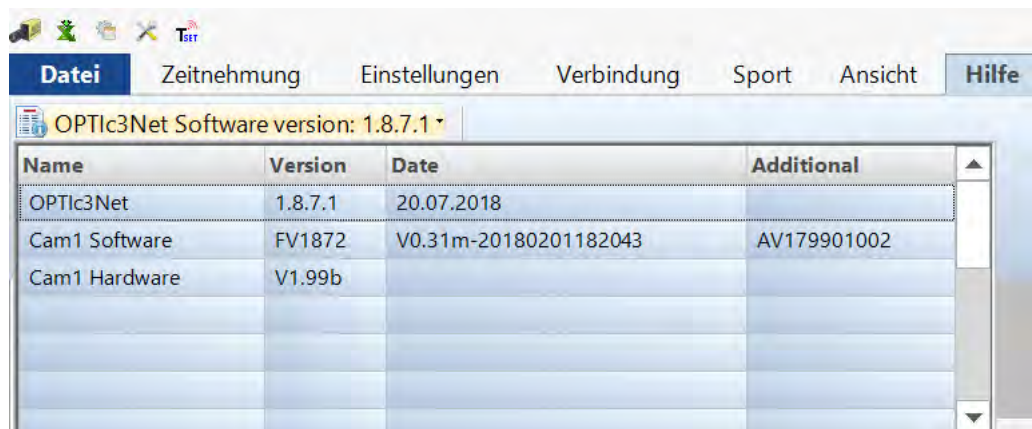 TSET
Datei Zeitnehmung Einstellungen Verbindung Sport Ansicht Hilfe
OPTIc3Net Software version: 1.8.7.1
Name Version Date Additional
OPTIc3Net 1.8.7.1 20.07.2018
Cam1 Software FV1872 V0.31m-20180201182043 AV179901002
Cam1 Hardware V1.99b